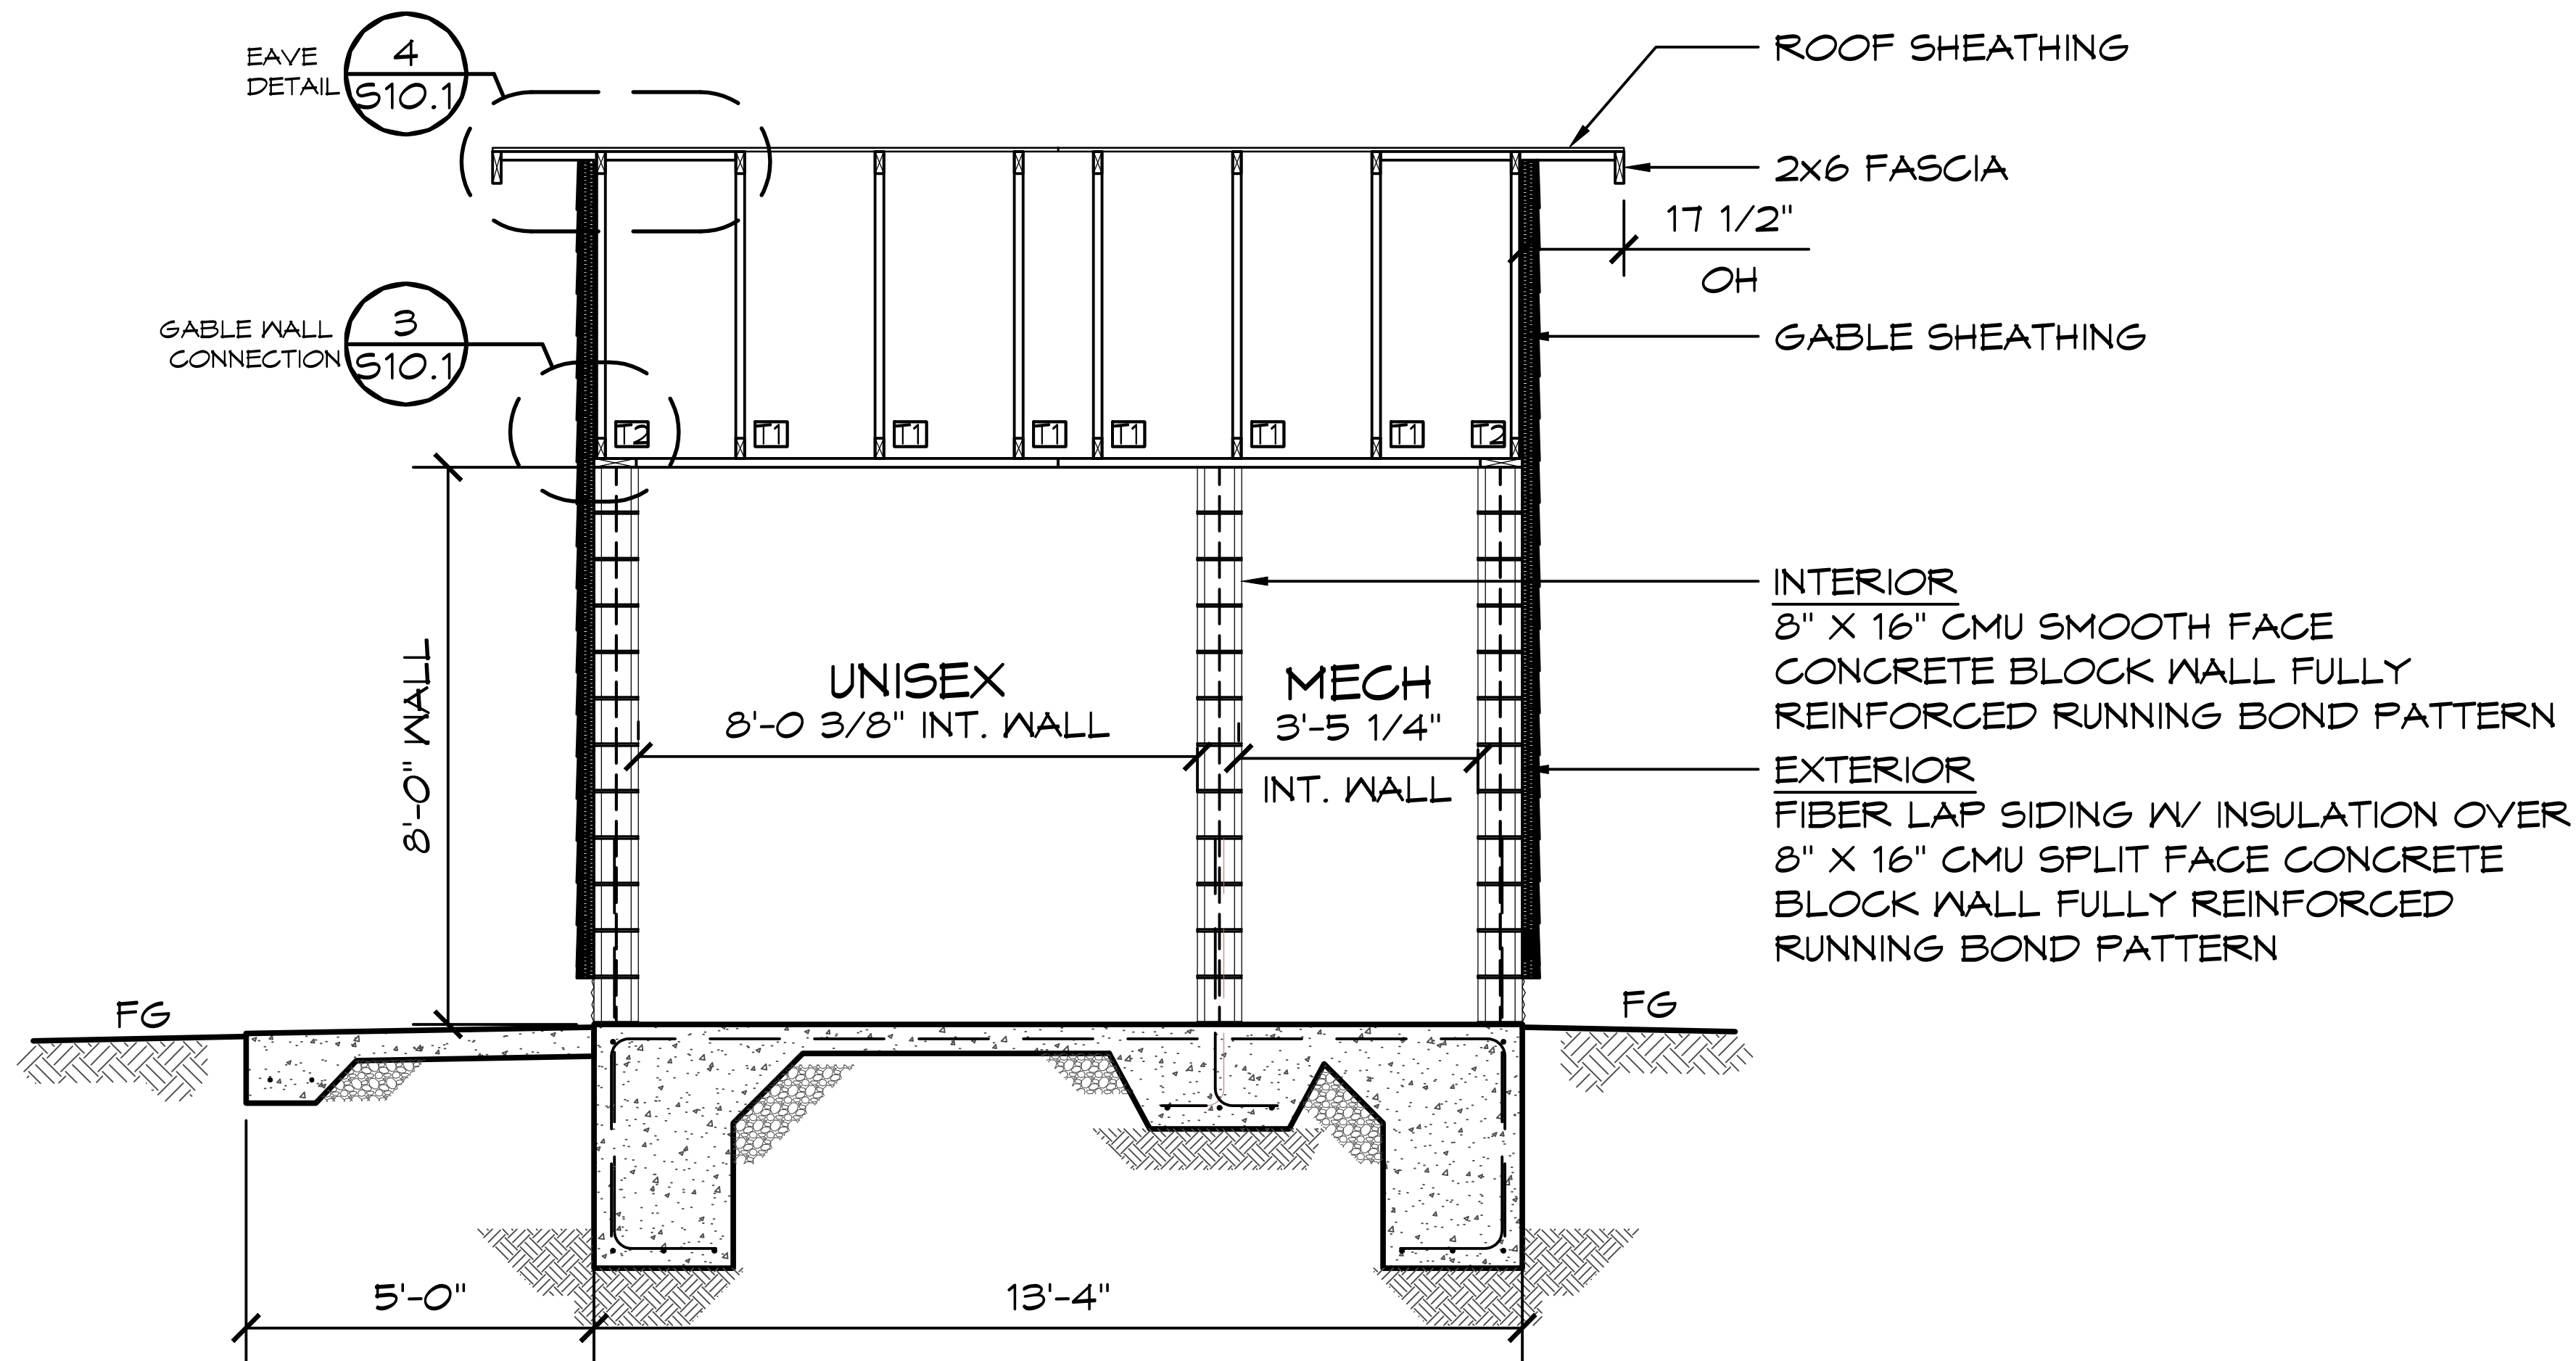 EAVE
DETAIL
4
S10.1
ROOF SHEATHING
2X6 FASCIA
17 1/2"
OH
GABLE WALL
CONNECTION
3
S10.1
GABLE SHEATHING
T2 T1 T1 T1 T1 T1 T1 T2
INTERIOR
8" X 16" CMU SMOOTH FACE
CONCRETE BLOCK WALL FULLY
REINFORCED RUNNING BOND PATTERN
8'-0" WALL
UNISEX
8'-0 3/8" INT. WALL
MECH
3'-5 1/4"
INT. WALL
EXTERIOR
FIBER LAP SIDING W/ INSULATION OVER
8" X 16" CMU SPLIT FACE CONCRETE
BLOCK WALL FULLY REINFORCED
RUNNING BOND PATTERN
FG
FG
5'-0"
13'-4"